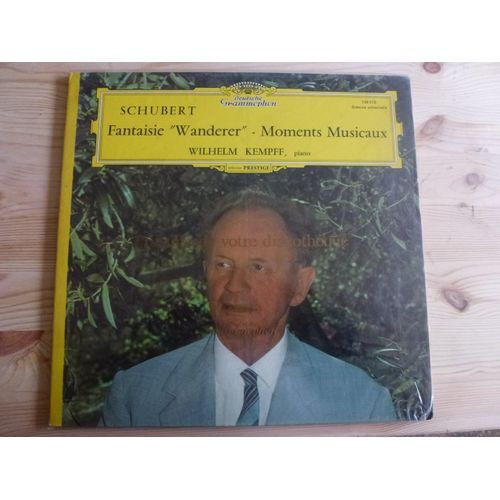 Deutsche
Grammophon
SCHUBERT
Fantaisie "Wanderer" - Moments Musicaux
WILHELM KEMPFF, piano
PRESTIGE
votre discothèque